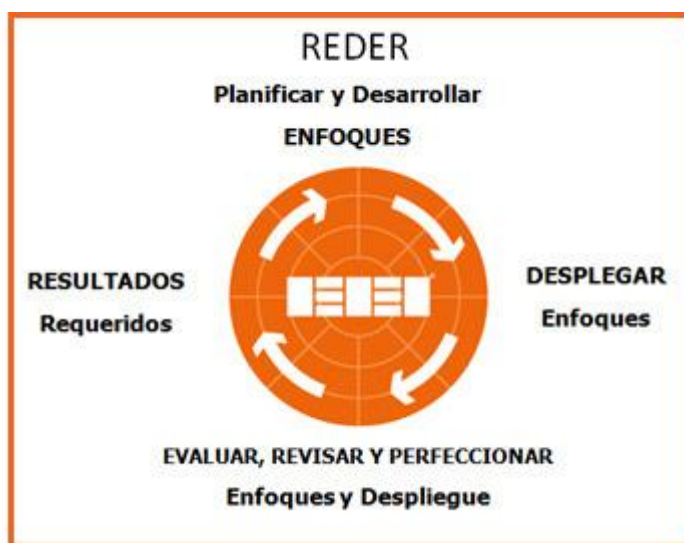 REDER
Planificar y Desarrollar
ENFOQUES
RESULTADOS
Requeridos
DESPLEGAR
Enfoques
EVALUAR, REVISAR Y PERFECCIONAR
Enfoques y Despliegue